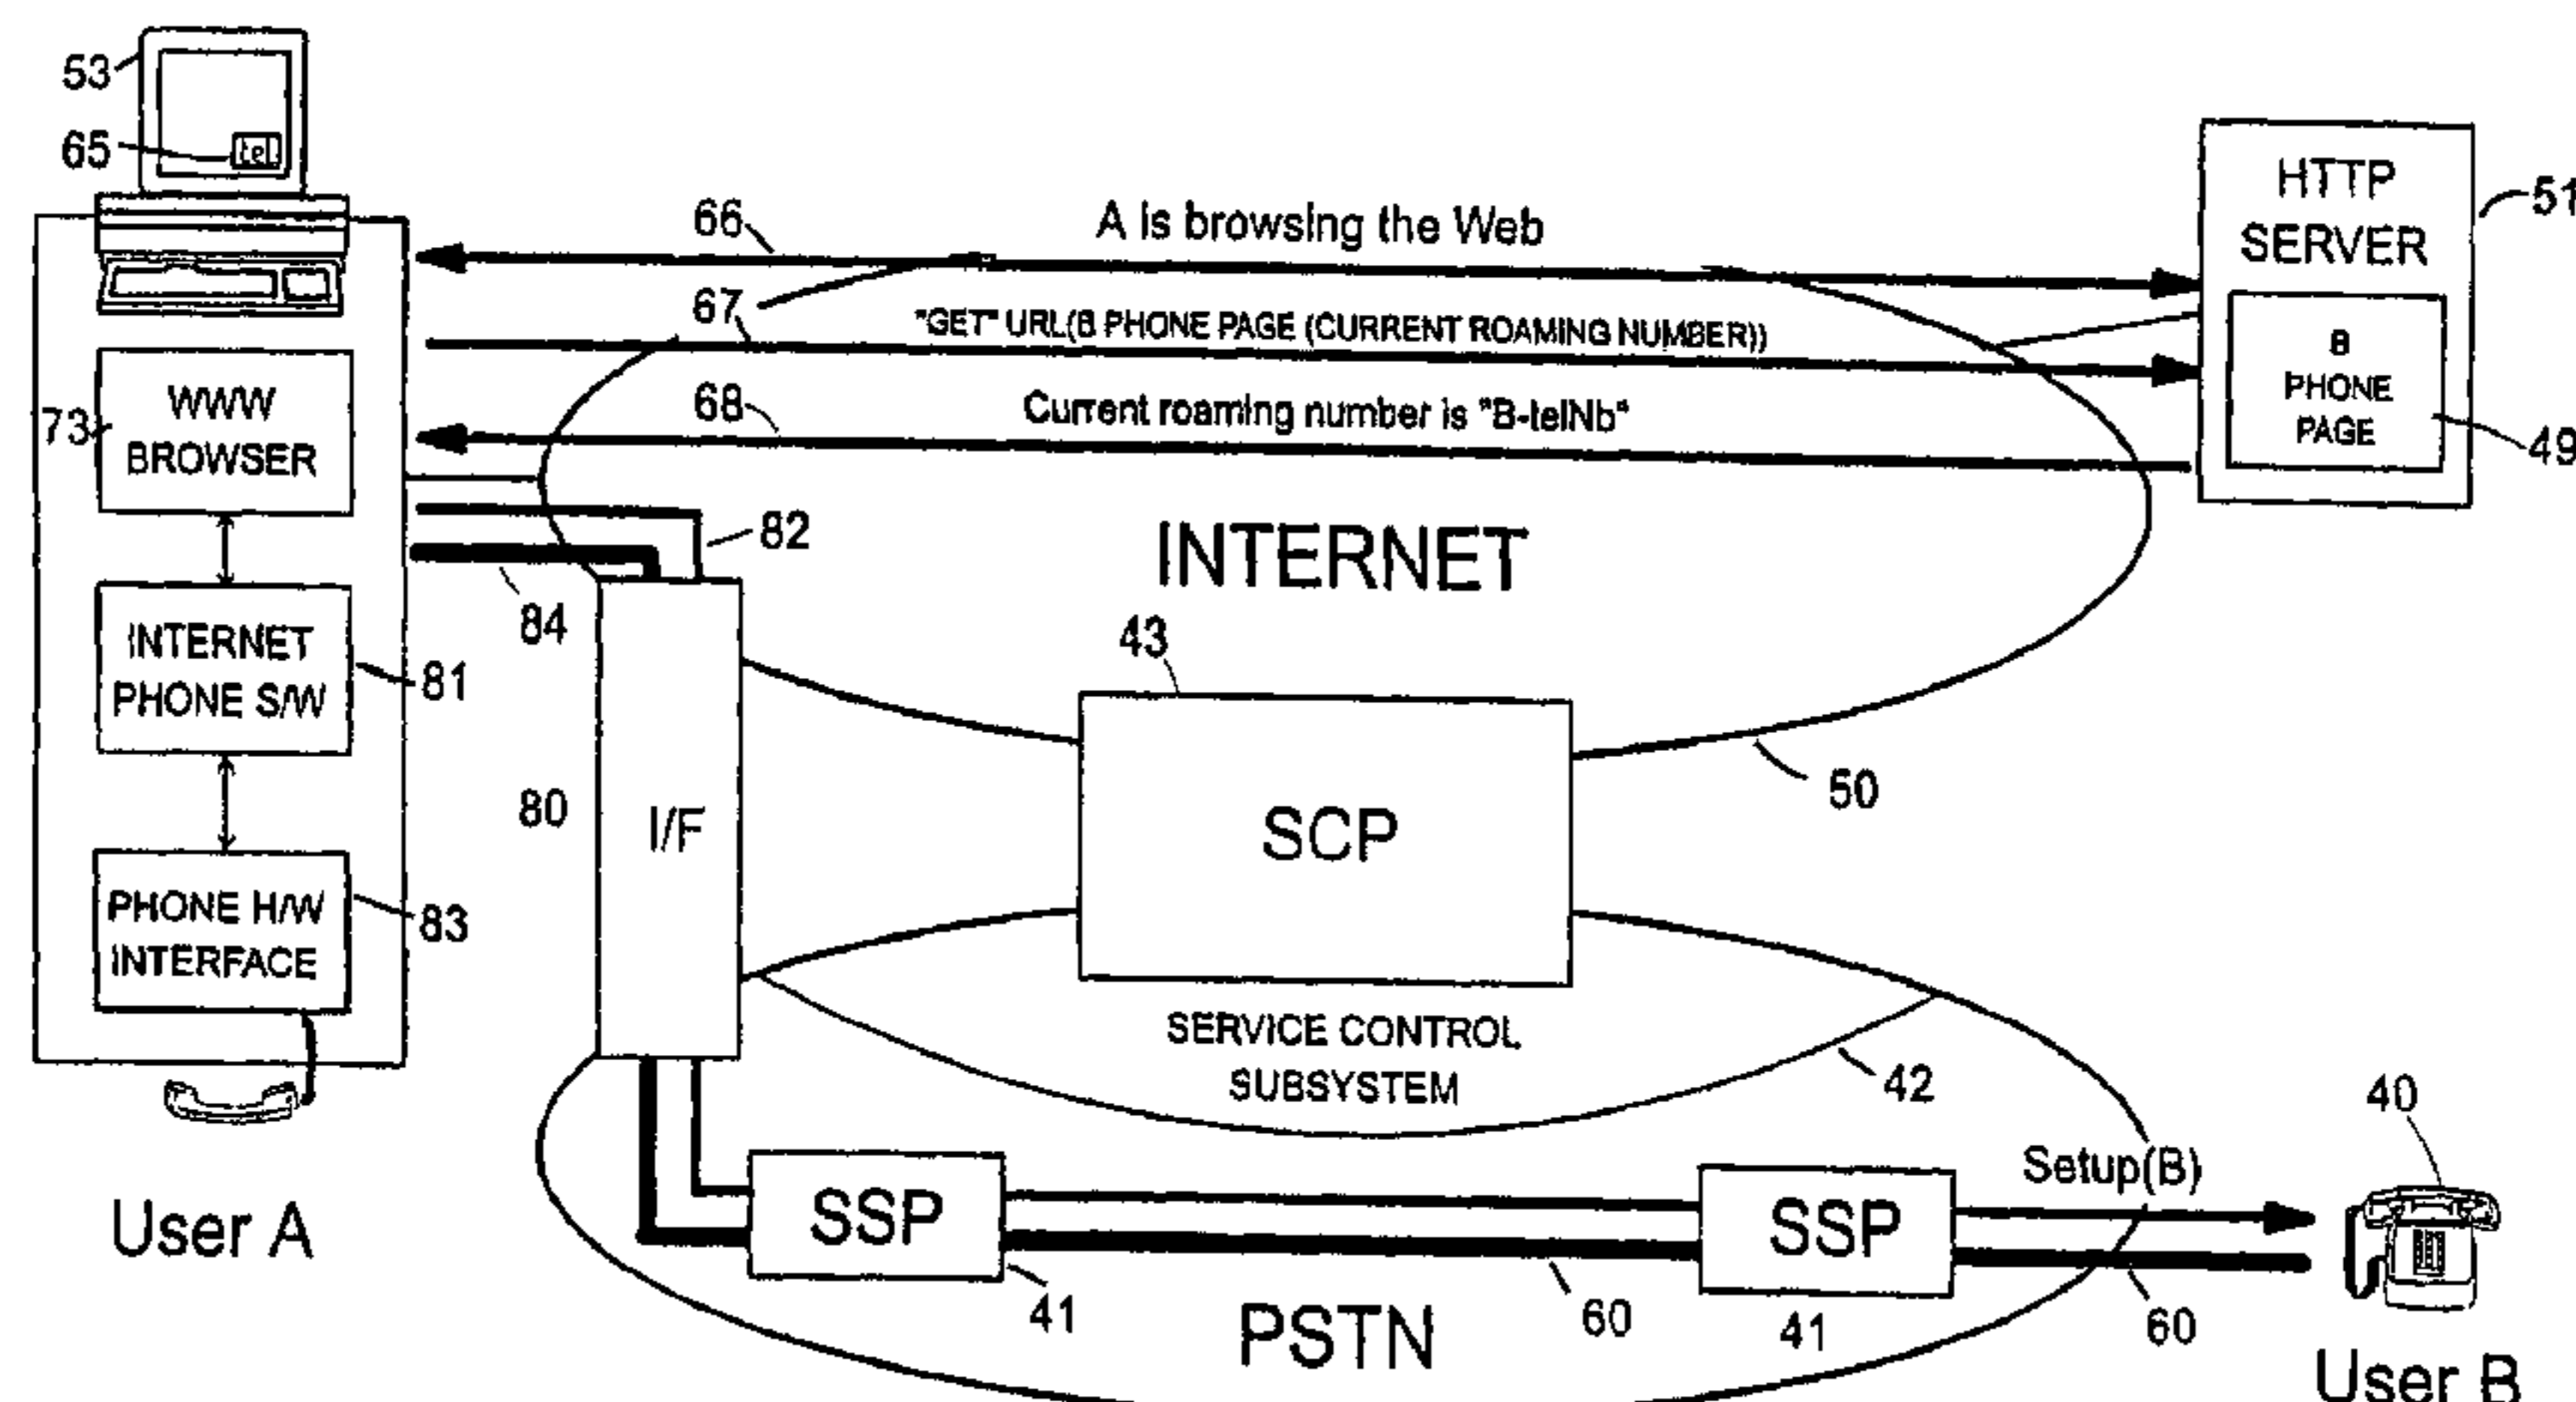 53
65
tel
66
A is browsing the Web
HTTP
SERVER
51
67
"GET" URL(B PHONE PAGE (CURRENT ROAMING NUMBER))
B
PHONE
PAGE
49
68
Current roaming number is "B-telNb"
73
WWW
BROWSER
82
INTERNET
84
INTERNET
PHONE S/W
81
43
80
I/F
SCP
50
PHONE H/W
INTERFACE
83
SERVICE CONTROL
SUBSYSTEM
42
40
Setup(B)
User A
SSP
SSP
41
60
41
60
PSTN
User B